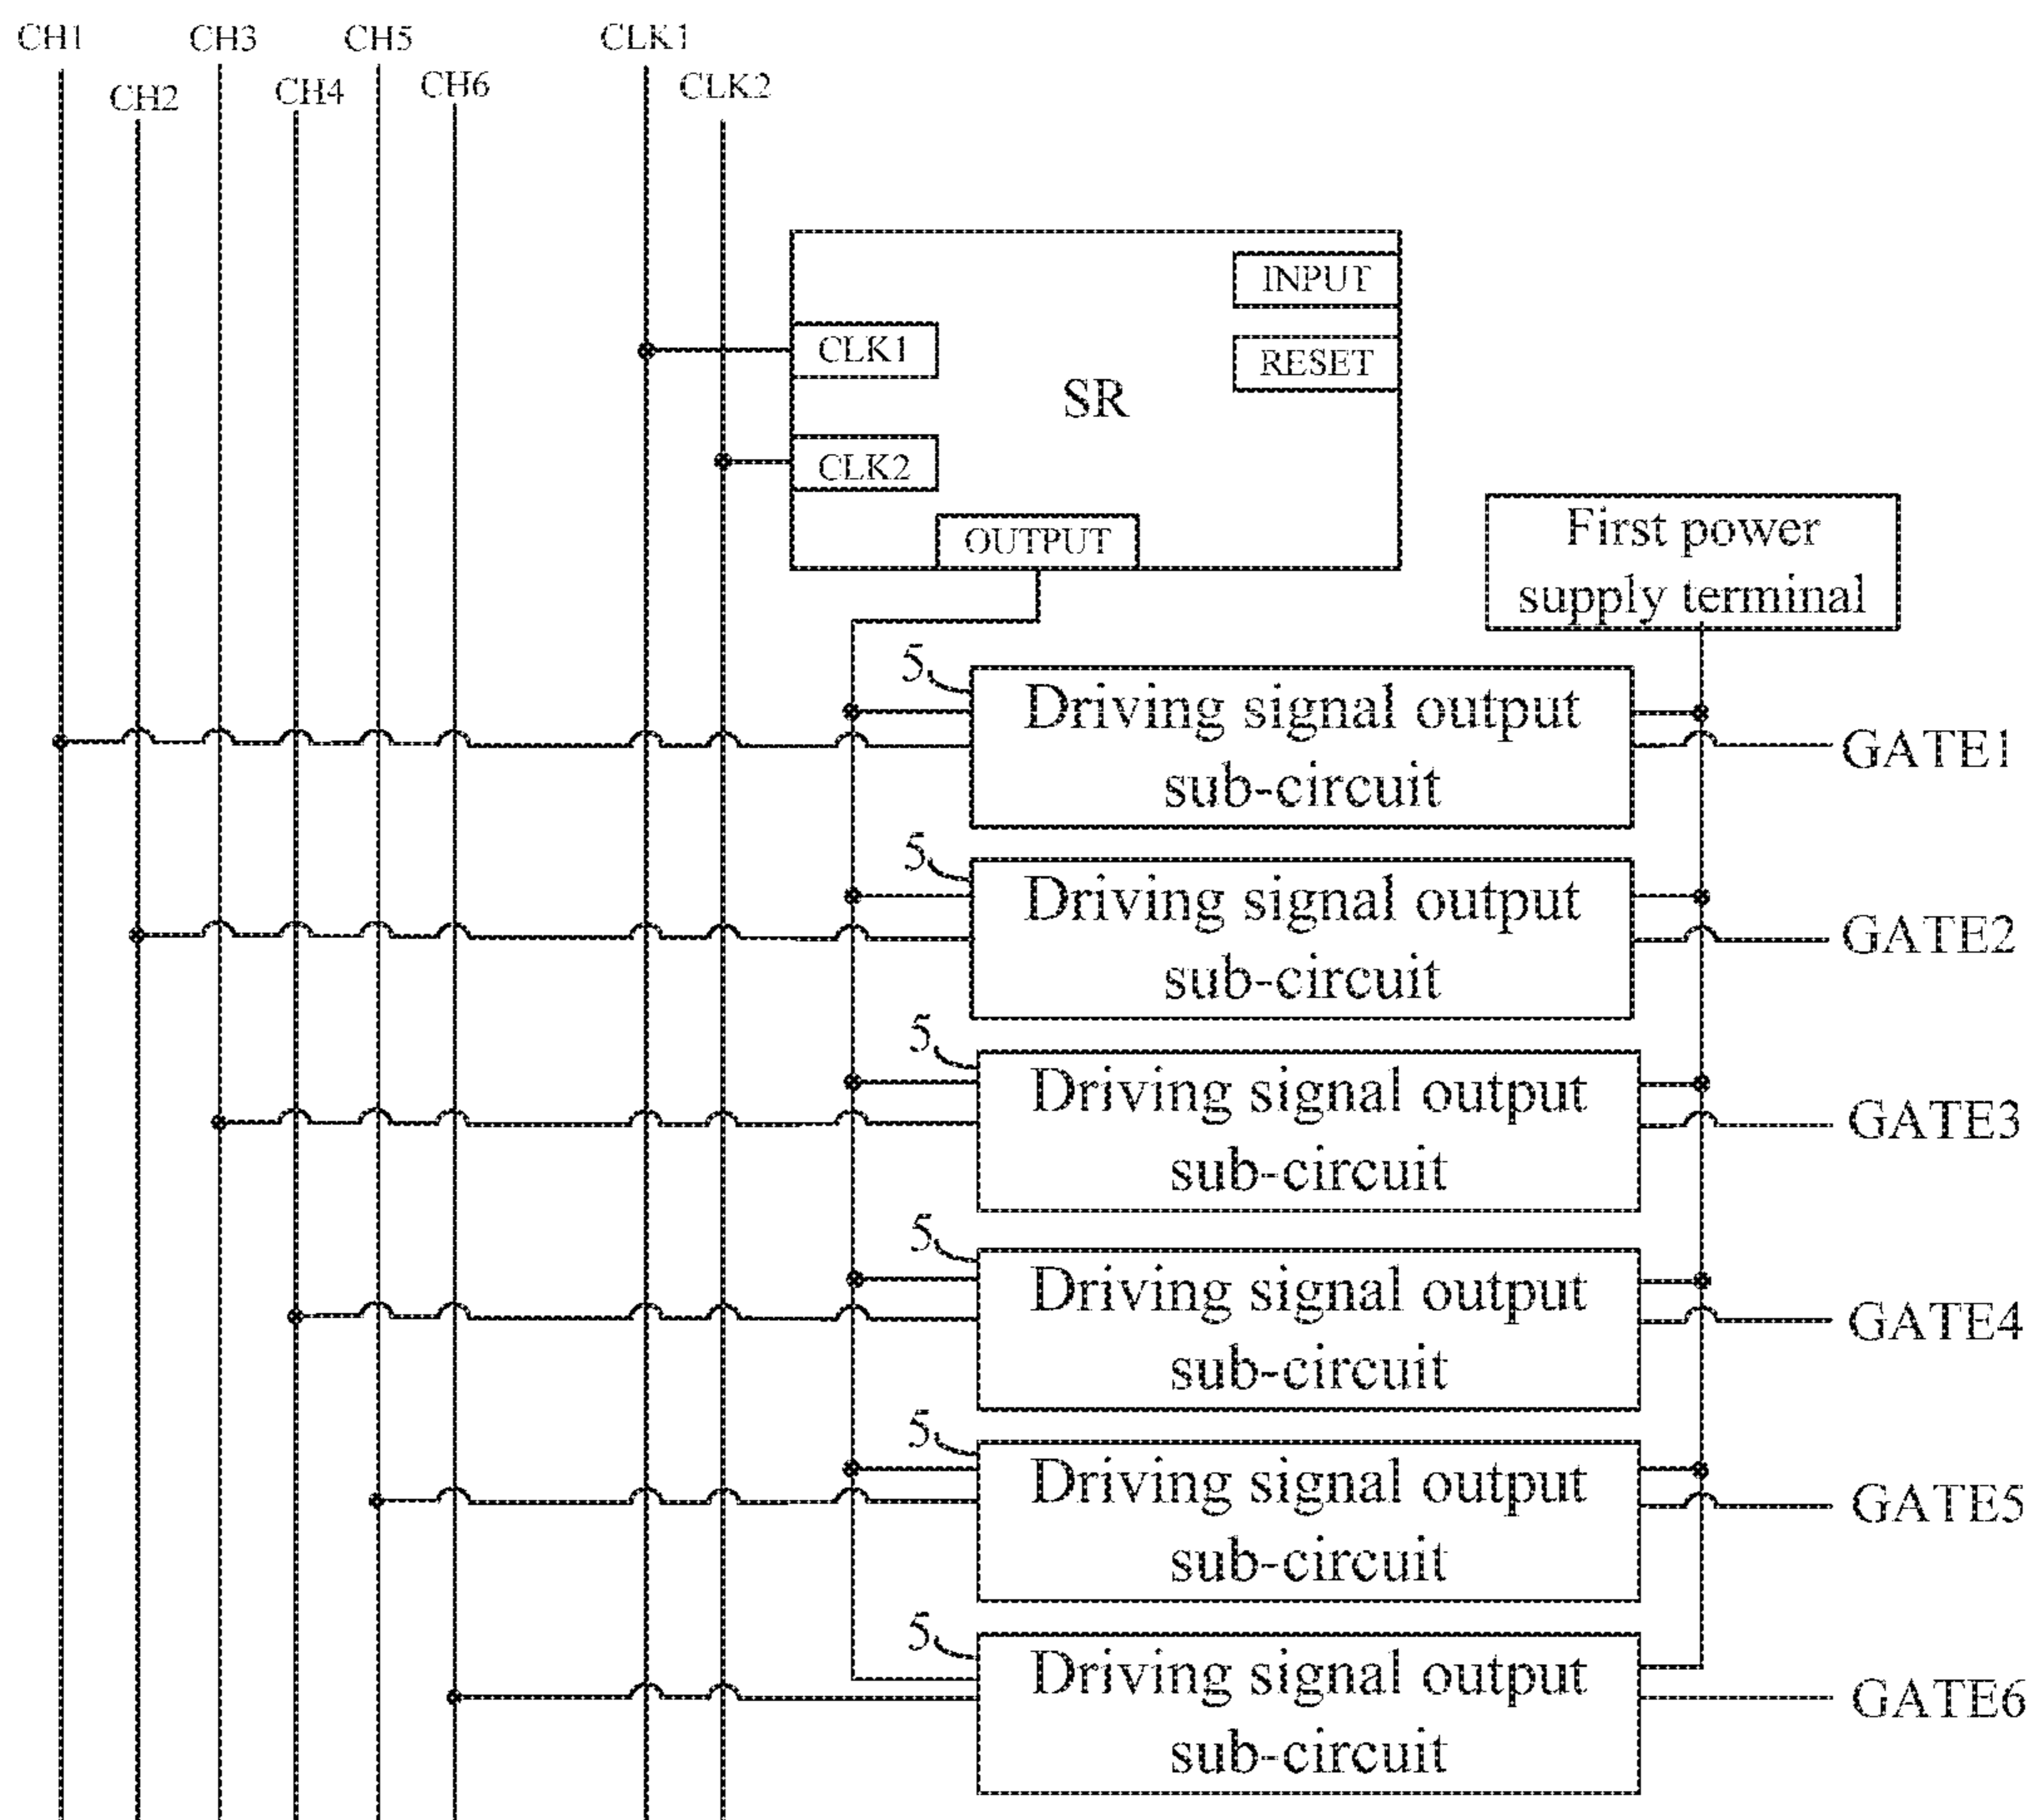 CH1
CH3
CH5
CLK1
CH2
CH4
CH6
CLK2
INPUT
CLK1
RESET
SR
CLK2
OUTPUT
First power
supply terminal
5
Driving signal output
sub-circuit
GATE1
5
Driving signal output
sub-circuit
GATE2
5
Driving signal output
sub-circuit
GATE3
5
Driving signal output
sub-circuit
GATE4
5
Driving signal output
sub-circuit
GATE5
5
Driving signal output
sub-circuit
GATE6